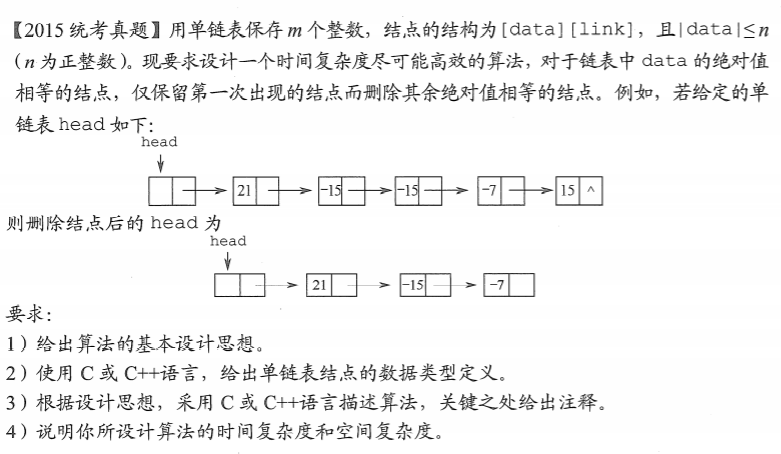 【2015 统考真题】用单链表保存 m 个整数，结点的结构为[data][link]，且|data|≤n
（n 为正整数）。现要求设计一个时间复杂度尽可能高效的算法，对于链表中 data 的绝对值
相等的结点，仅保留第一次出现的结点而删除其余绝对值相等的结点。例如，若给定的单
链表 head 如下：
head
21 -15 -15 -7 15 ^
则删除结点后的 head 为
head
21 -15 -7
要求：
1）给出算法的基本设计思想。
2）使用 C 或 C++语言，给出单链表结点的数据类型定义。
3）根据设计思想，采用 C 或 C++语言描述算法，关键之处给出注释。
4）说明你所设计算法的时间复杂度和空间复杂度。